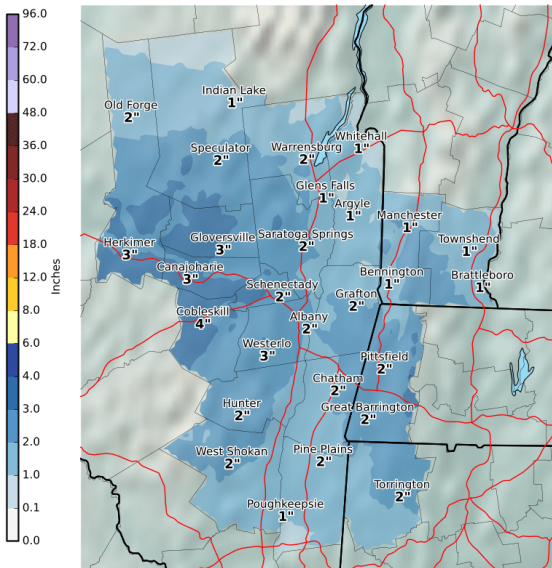 96.0
72.0
60.0
48.0
36.0
30.0
24.0
18.0
12.0
8.0
6.0
4.0
3.0
2.0
1.0
0.1
0.0
Inches
Indian Lake
1"
Old Forge
2"
Whitehall
1"
Speculator
2"
Warrensburg
2"
Glens Falls
1"
Argyle
1"
Manchester
1"
Herkimer
3"
Gloversville
3"
Saratoga Springs
2"
Townshend
1"
Canajoharie
3"
Bennington
1"
Brattleboro
1"
Schenectady
2"
Grafton
2"
Cobleskill
4"
Albany
2"
Westerlo
3"
Pittsfield
2"
Chatham
2"
Hunter
2"
Great Barrington
2"
West Shokan
2"
Pine Plains
2"
Torrington
2"
Poughkeepsie
1"